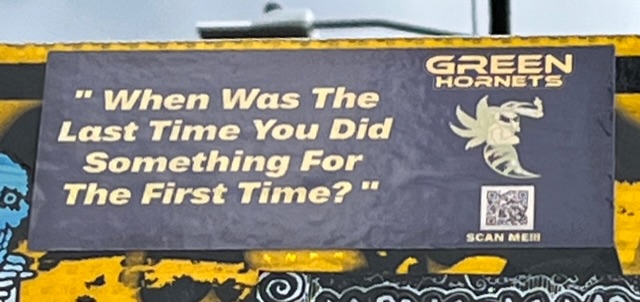 " When Was The
Last Time You Did
Something For
The First Time? "
GREEN
HORNETS
SCAN ME!!!